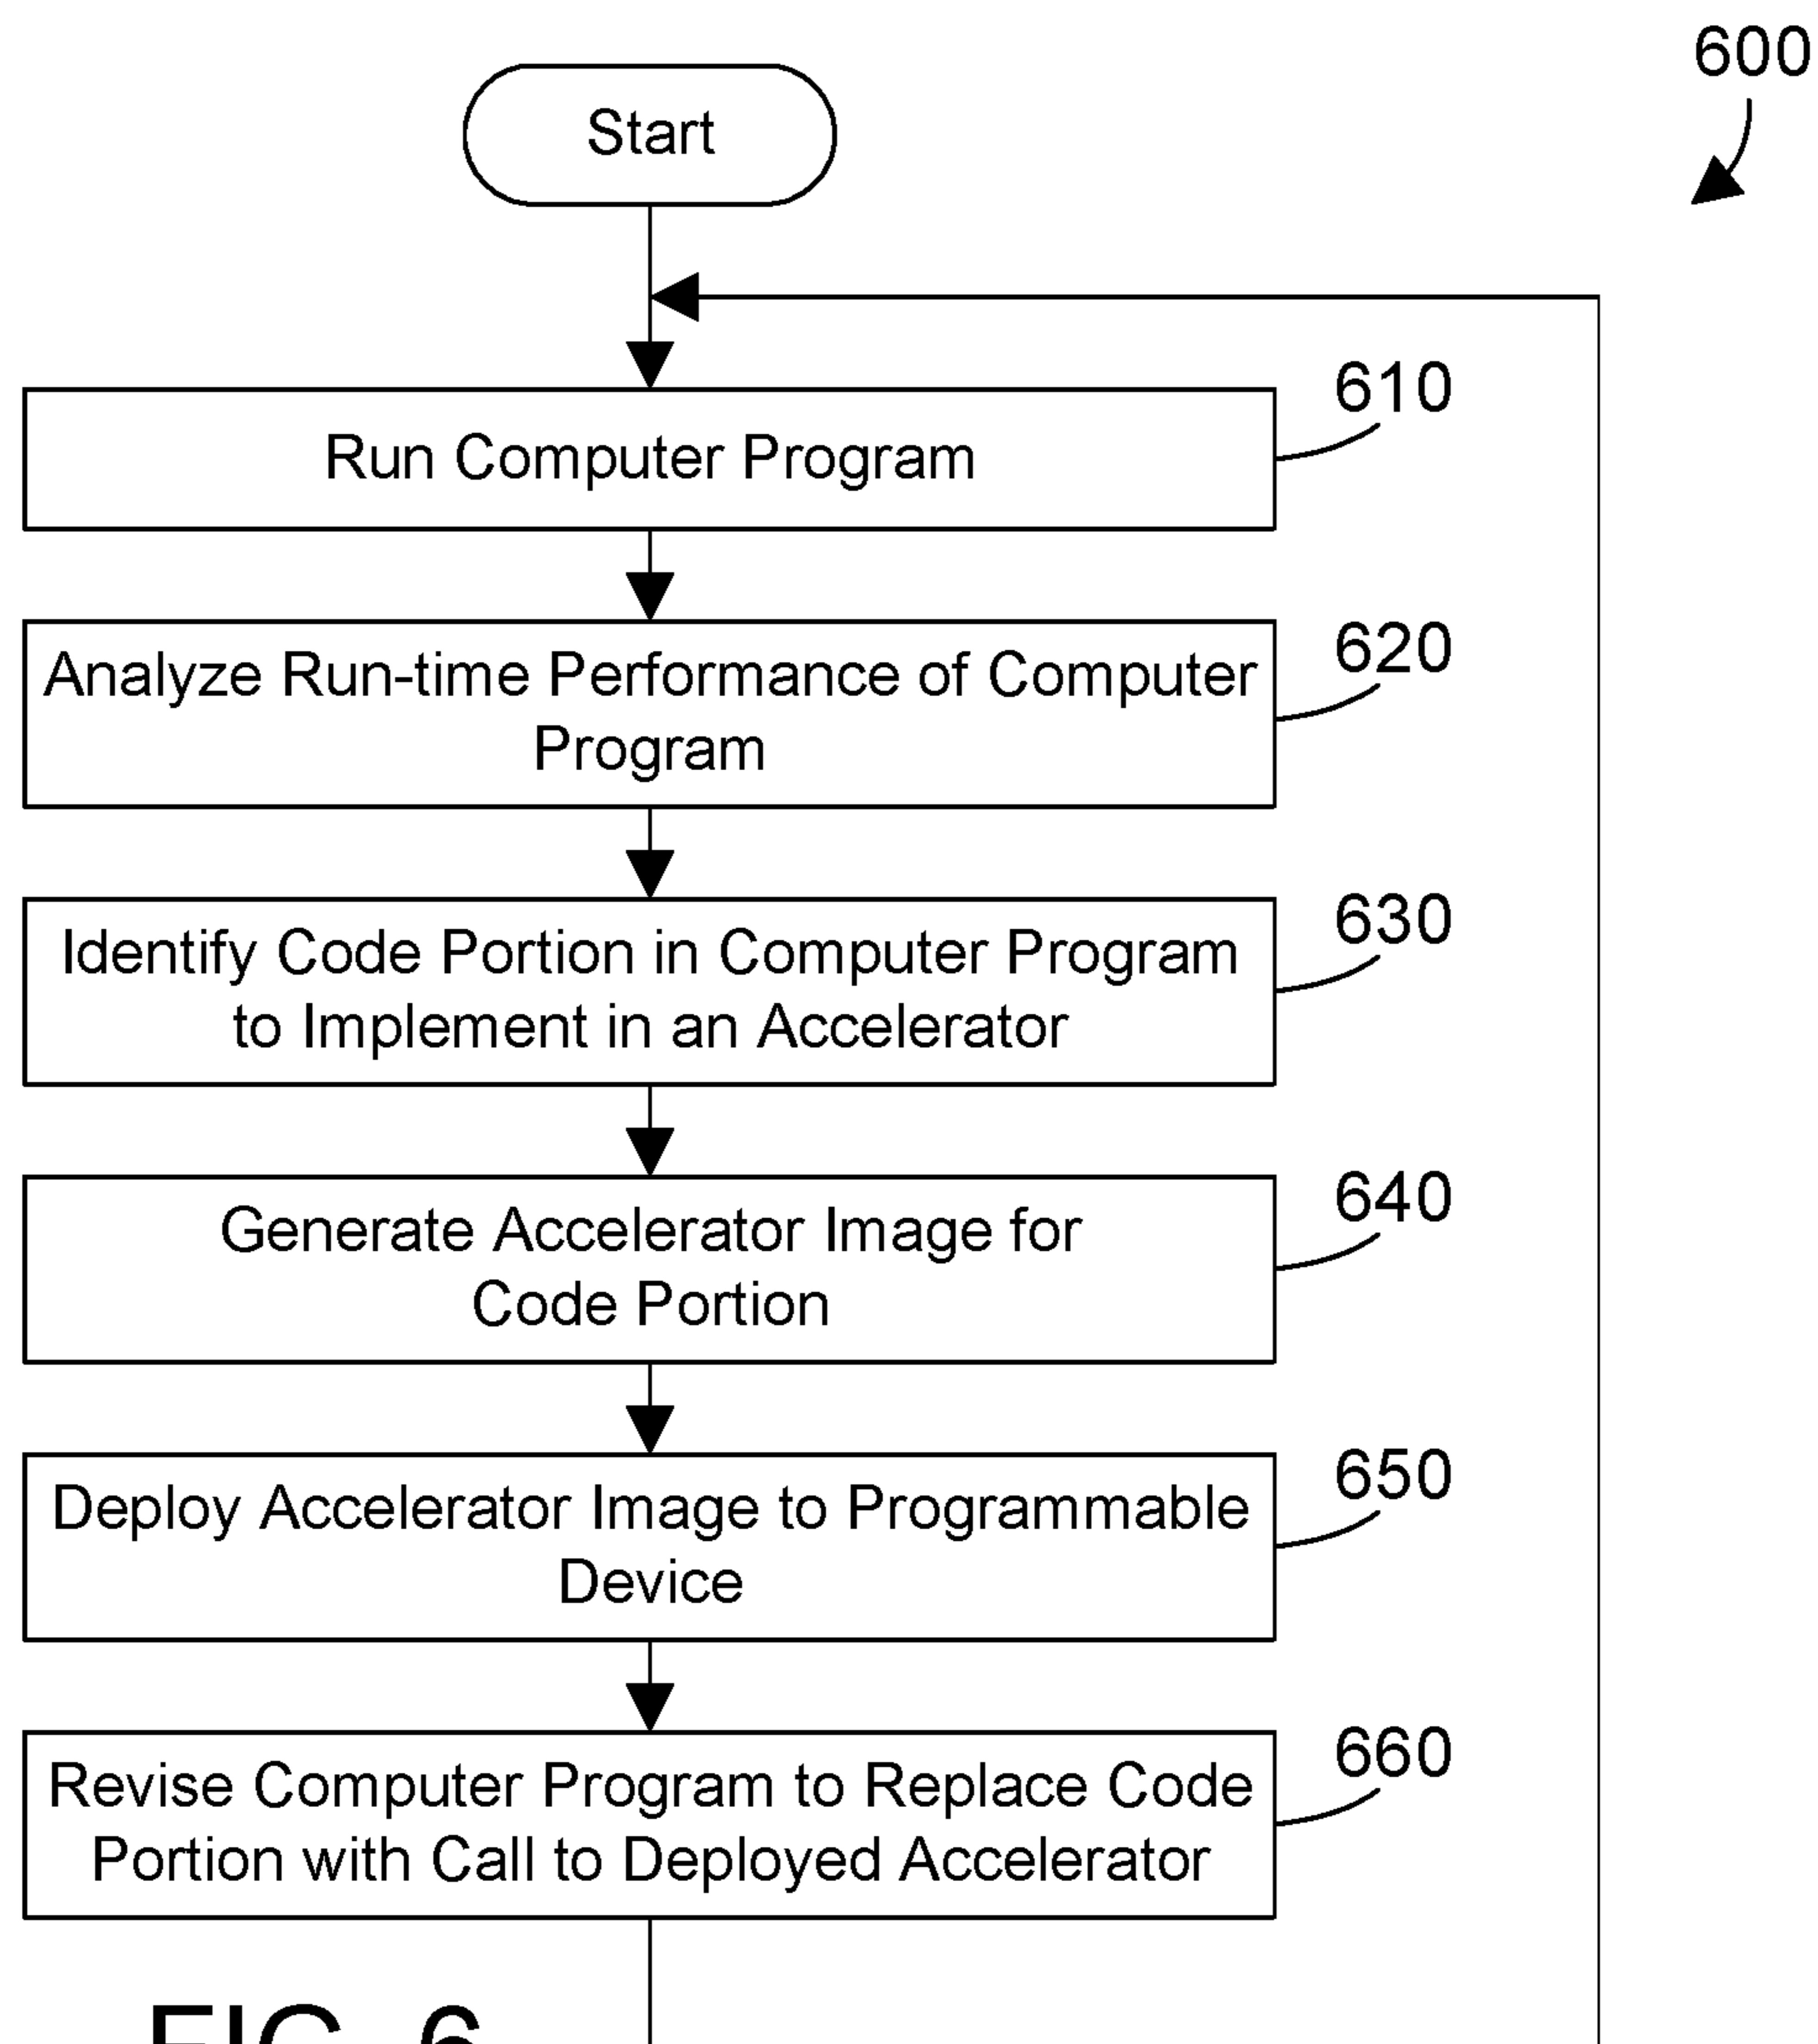 600
Start
610
Run Computer Program
620
Analyze Run-time Performance of Computer
Program
630
Identify Code Portion in Computer Program
to Implement in an Accelerator
640
Generate Accelerator Image for
Code Portion
650
Deploy Accelerator Image to Programmable
Device
660
Revise Computer Program to Replace Code
Portion with Call to Deployed Accelerator
FIG. 6